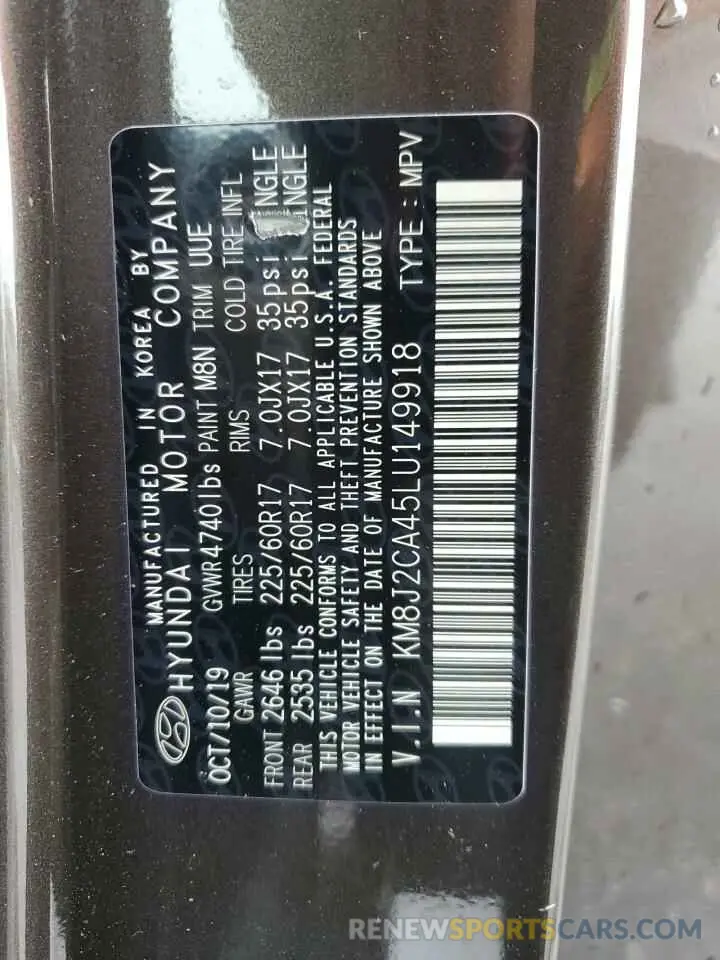 MANUFACTURED IN KOREA BY
HYUNDAI MOTOR COMPANY
OCT/10/19 GVWR4740lbs PAINT M8N TRIM UUE
GAWR TIRES RIMS COLD TIRE INFL
FRONT 2646 lbs 225/60R17 7.0JX17 35psi
REAR 2535 lbs 225/60R17 7.0JX17 35psi
THIS VEHICLE CONFORMS TO ALL APPLICABLE U.S.A. FEDERAL
MOTOR VEHICLE SAFETY AND THEFT PREVENTION STANDARDS
IN EFFECT ON THE DATE OF MANUFACTURE SHOWN ABOVE
V.I.N KM8J2CA45LU149918 TYPE : MPV
RENEWSPORTSCARS.COM